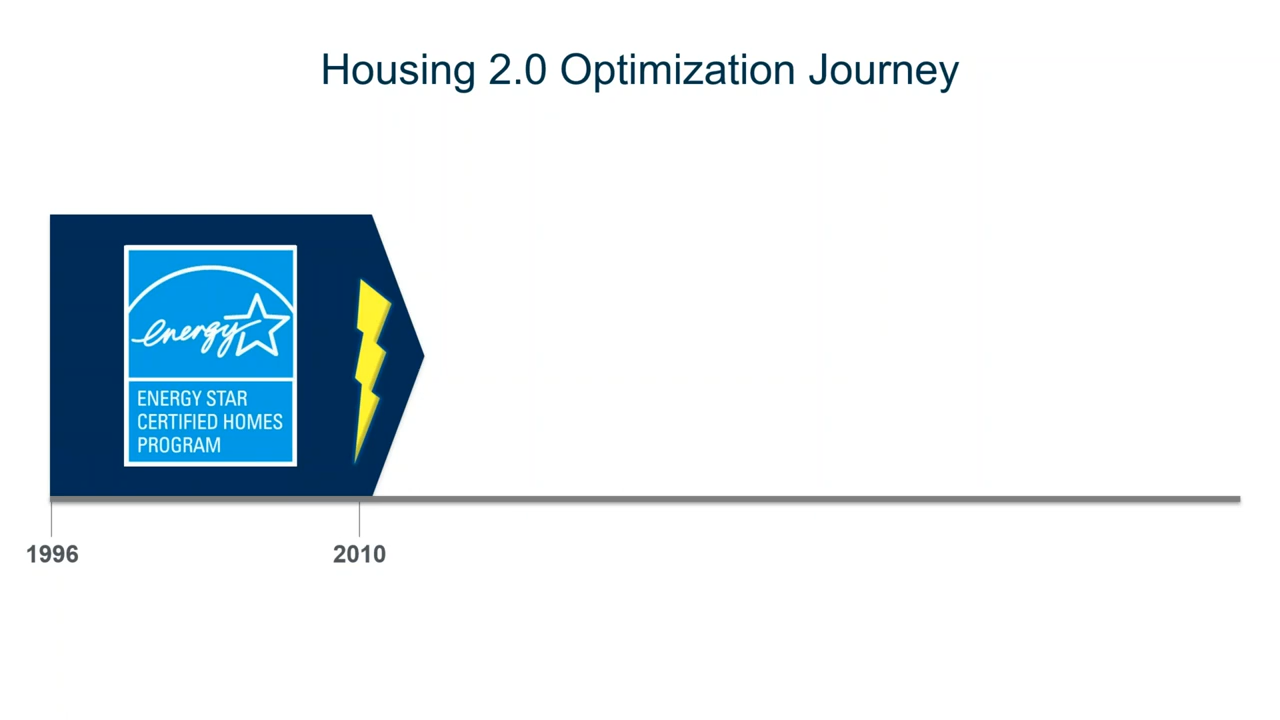 Housing 2.0 Optimization Journey
energy
ENERGY STAR
CERTIFIED HOMES
PROGRAM
1996
2010